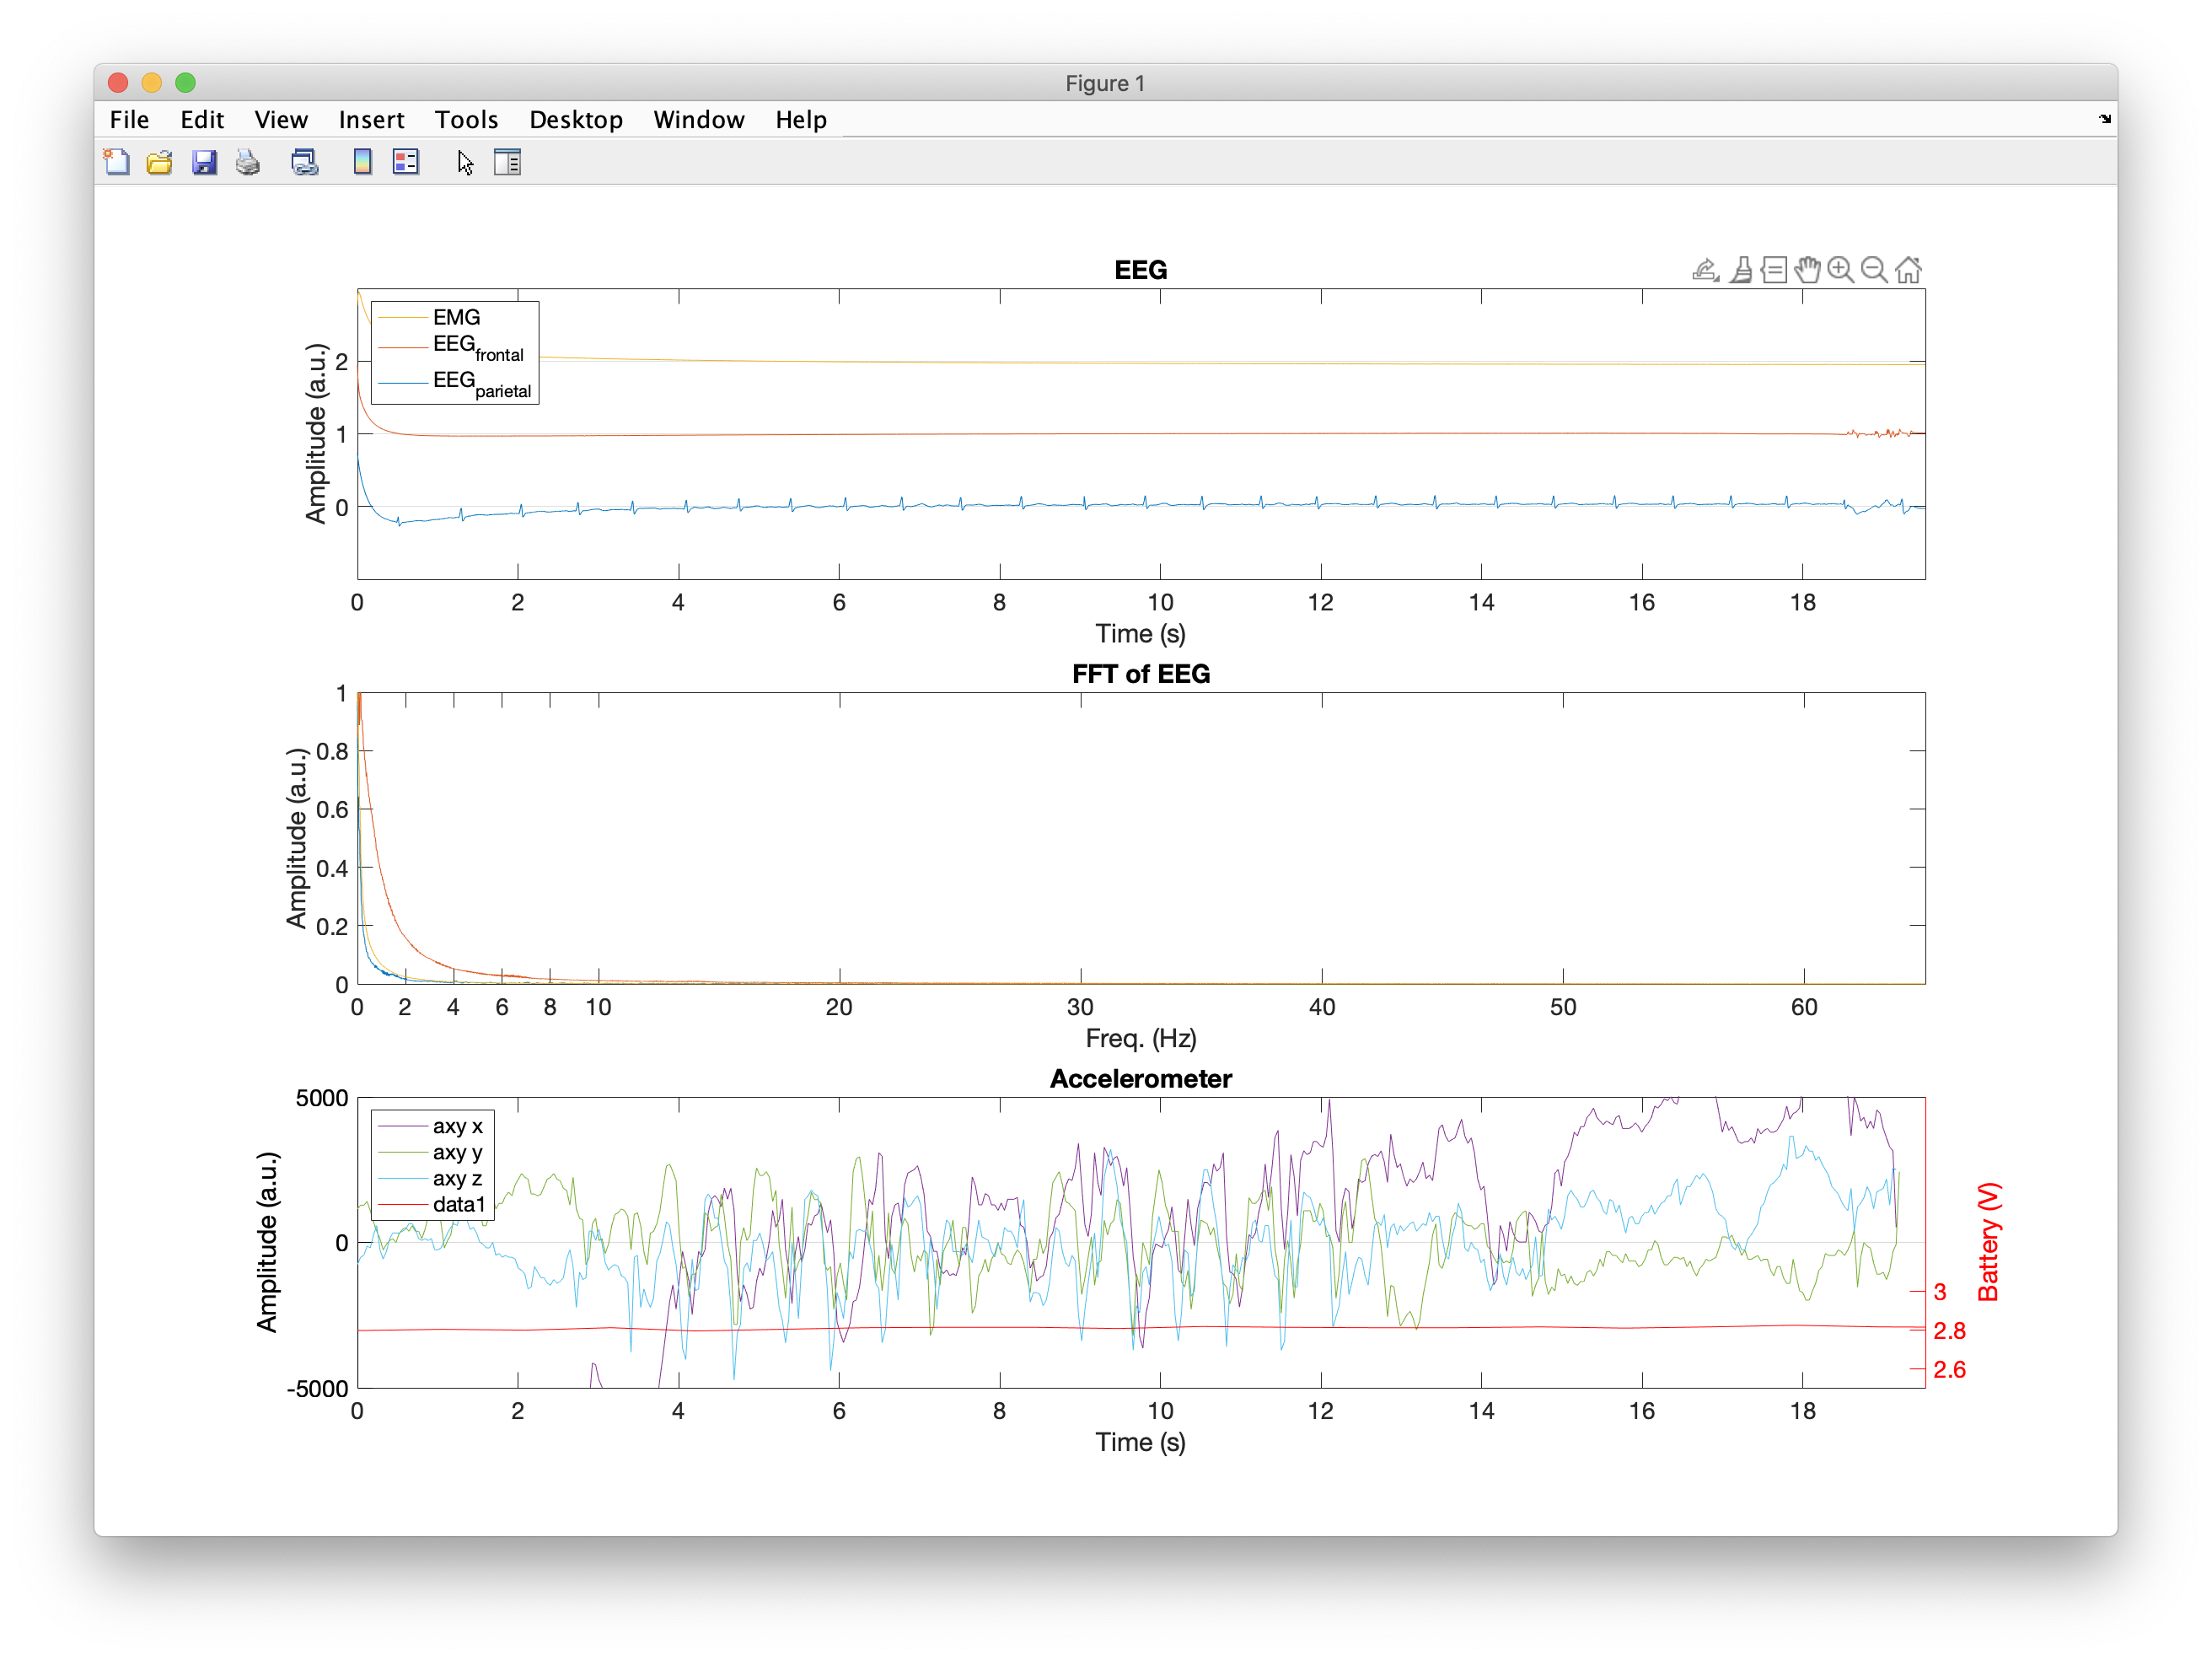 Figure 1
File Edit View Insert Tools Desktop Window Help
EEG
EMG
EEGfrontal
EEGparietal
Amplitude (a.u.)
2
1
0
0 2 4 6 8 10 12 14 16 18
Time (s)
FFT of EEG
Amplitude (a.u.)
1
0.8
0.6
0.4
0.2
0
0 2 4 6 8 10 20 30 40 50 60
Freq. (Hz)
Accelerometer
axy x
axy y
axy z
data1
Amplitude (a.u.)
5000
0
-5000
Battery (V)
3
2.8
2.6
0 2 4 6 8 10 12 14 16 18
Time (s)